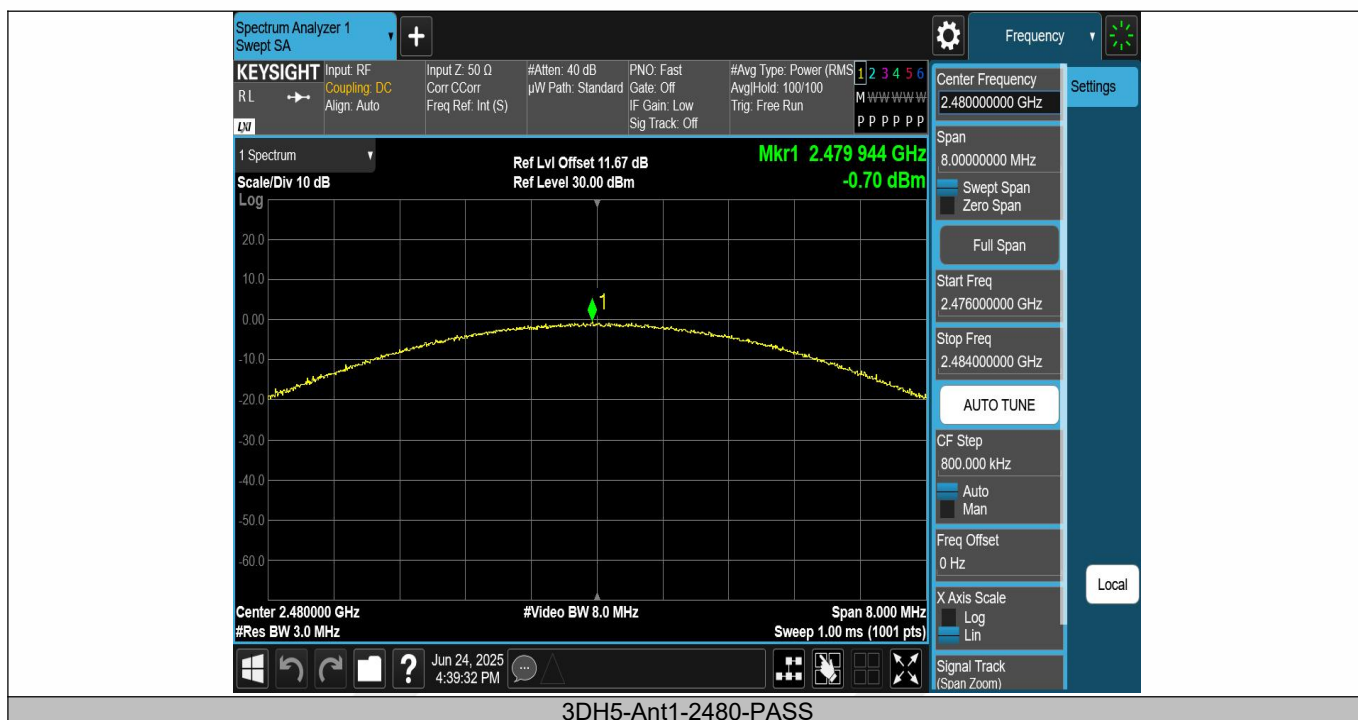 Spectrum Analyzer 1
Swept SA
Frequency
KEYSIGHT
RL
LXI
Input: RF
Coupling: DC
Align: Auto
Input Z: 50 Ω
Corr CCorr
Freq Ref: Int (S)
#Atten: 40 dB
µW Path: Standard
PNO: Fast
Gate: Off
IF Gain: Low
Sig Track: Off
#Avg Type: Power (RMS
Avg|Hold: 100/100
Trig: Free Run
1 2 3 4 5 6
M W W W W W
P P P P P P
1 Spectrum
Scale/Div 10 dB
Log
Ref Lvl Offset 11.67 dB
Ref Level 30.00 dBm
Mkr1 2.479 944 GHz
-0.70 dBm
20.0
10.0
0.00
-10.0
-20.0
-30.0
-40.0
-50.0
-60.0
1
Center 2.480000 GHz
#Res BW 3.0 MHz
#Video BW 8.0 MHz
Span 8.000 MHz
Sweep 1.00 ms (1001 pts)
Center Frequency
2.480000000 GHz
Settings
Span
8.00000000 MHz
Swept Span
Zero Span
Full Span
Start Freq
2.476000000 GHz
Stop Freq
2.484000000 GHz
AUTO TUNE
CF Step
800.000 kHz
Auto
Man
Freq Offset
0 Hz
X Axis Scale
Log
Lin
Local
Signal Track
(Span Zoom)
?
Jun 24, 2025
4:39:32 PM
3DH5-Ant1-2480-PASS